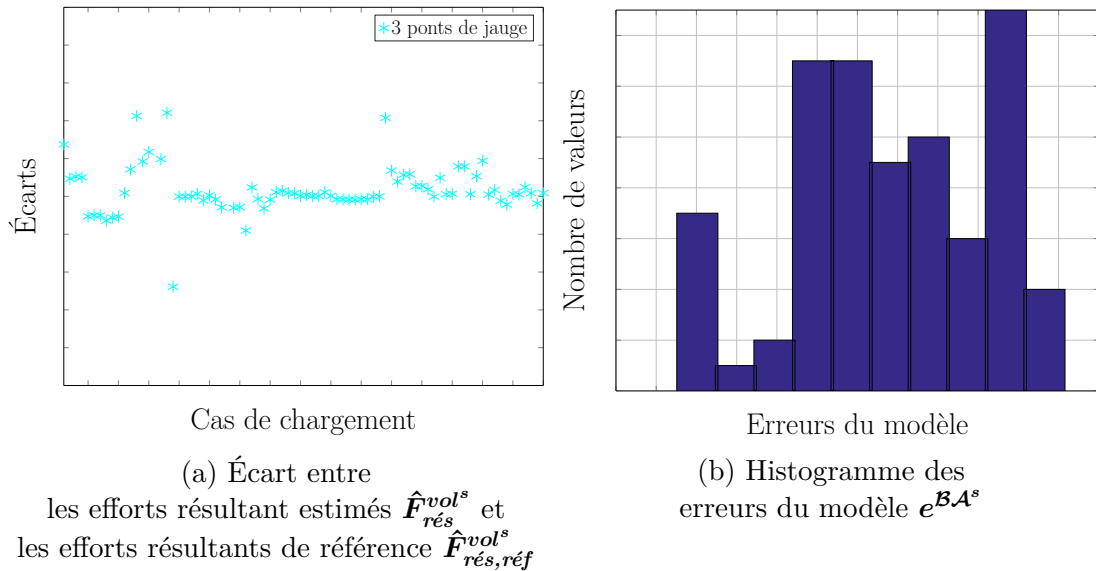 3 ponts de jauge
Écarts
Cas de chargement
(a) Écart entre
les efforts résultant estimés F̂^{vol^s}_{rés} et
les efforts résultants de référence F̂^{vol^s}_{rés,réf}
Nombre de valeurs
Erreurs du modèle
(b) Histogramme des
erreurs du modèle e^{ℬ𝒜^s}